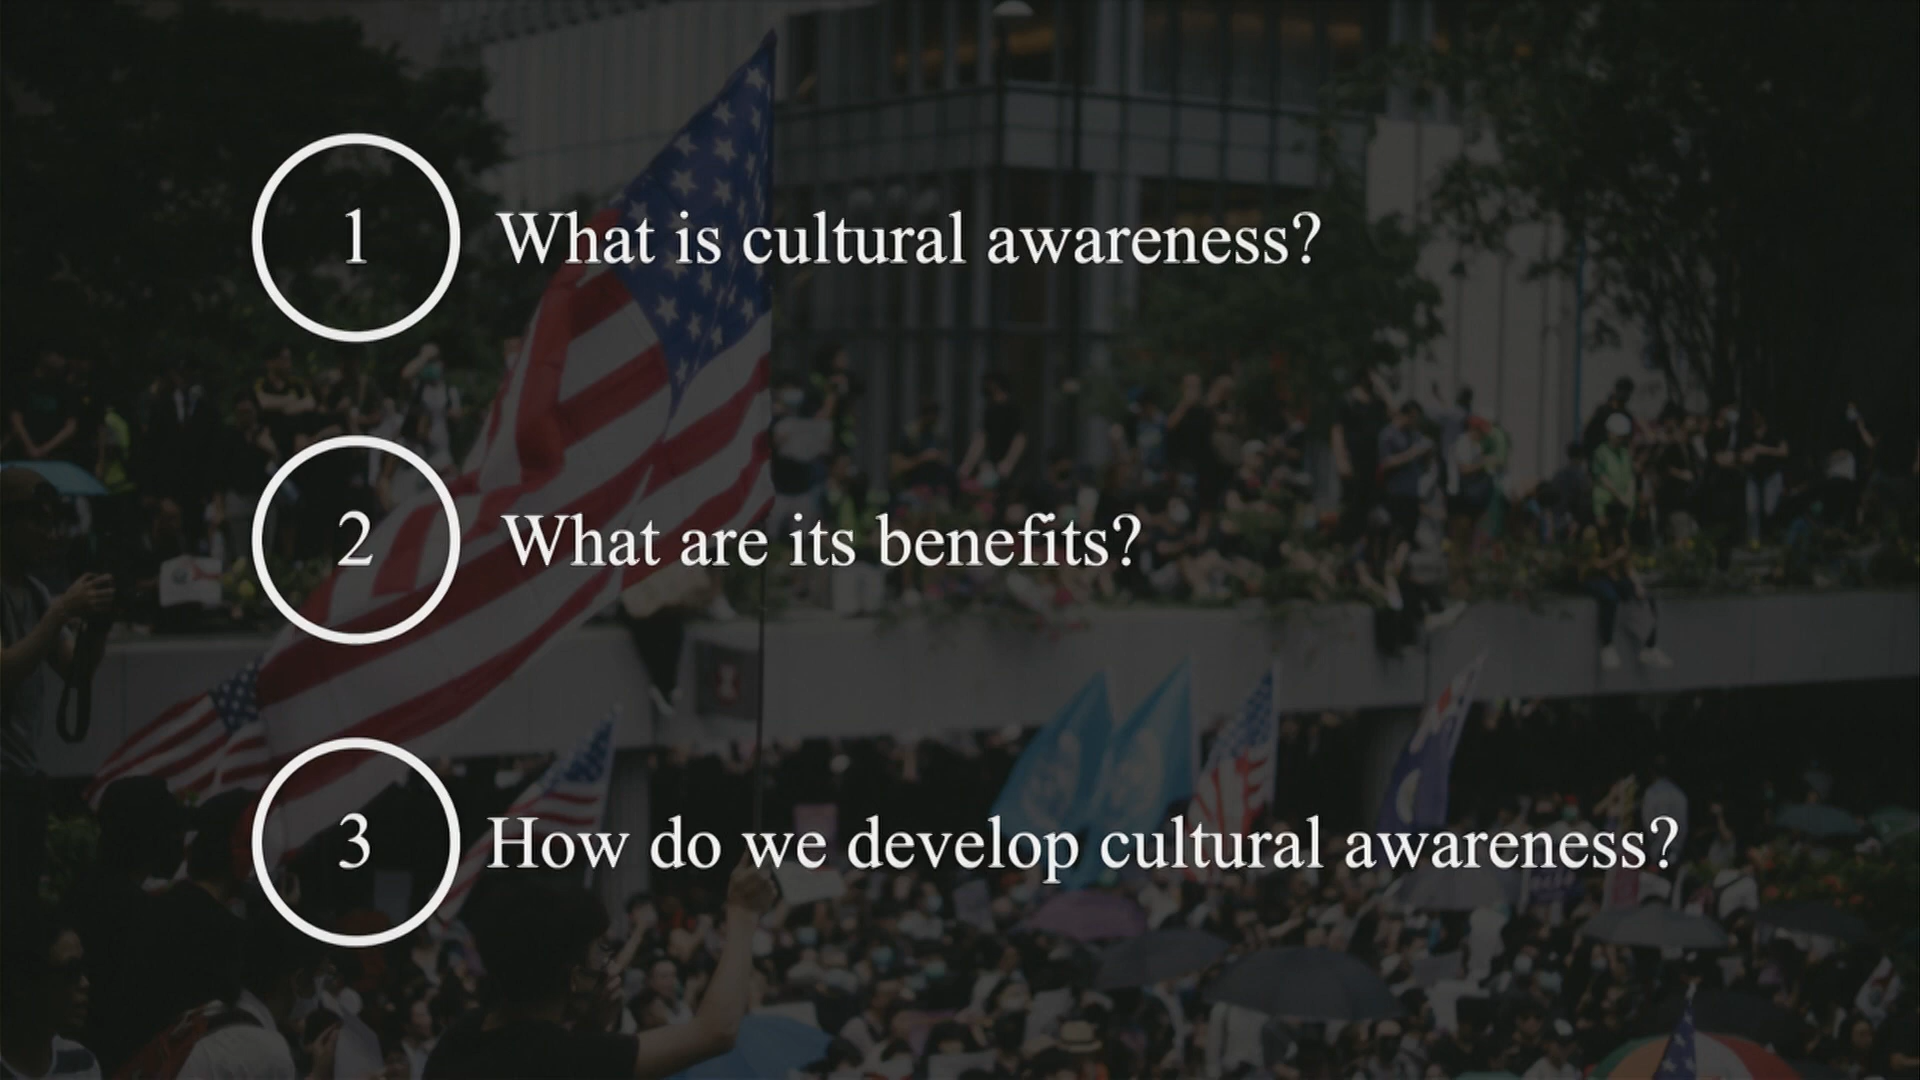 1 What is cultural awareness?
2 What are its benefits?
3 How do we develop cultural awareness?